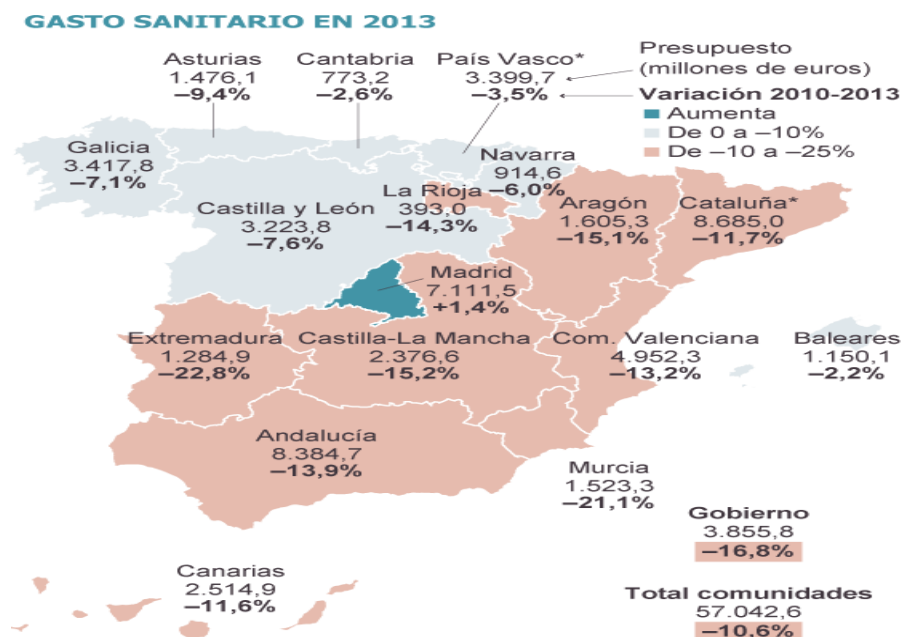 GASTO SANITARIO EN 2013
Asturias
1.476,1
–9,4%
Cantabria
773,2
–2,6%
País Vasco*
3.399,7
–3,5%
Presupuesto
(millones de euros)
Variación 2010-2013
Aumenta
De 0 a –10%
De –10 a –25%
Galicia
3.417,8
–7,1%
Navarra
914,6
–6,0%
La Rioja
393,0
–14,3%
Castilla y León
3.223,8
–7,6%
Aragón
1.605,3
–15,1%
Cataluña*
8.685,0
–11,7%
Madrid
7.111,5
+1,4%
Extremadura
1.284,9
–22,8%
Castilla-La Mancha
2.376,6
–15,2%
Com. Valenciana
4.952,3
–13,2%
Baleares
1.150,1
–2,2%
Andalucía
8.384,7
–13,9%
Murcia
1.523,3
–21,1%
Gobierno
3.855,8
–16,8%
Canarias
2.514,9
–11,6%
Total comunidades
57.042,6
–10,6%